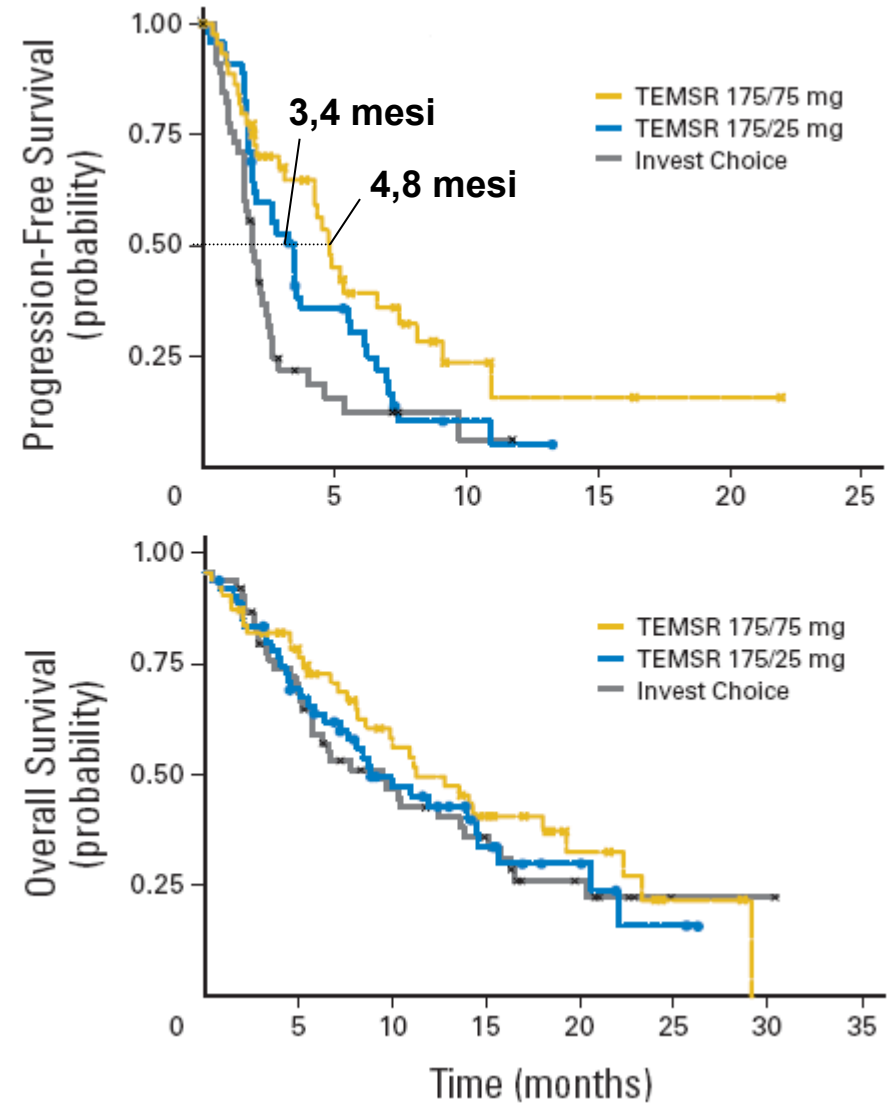 Progression-Free Survival
(probability)
1.00
0.75
0.50
0.25
0
5
10
15
20
25
3,4 mesi
4,8 mesi
TEMSR 175/75 mg
TEMSR 175/25 mg
Invest Choice
Overall Survival
(probability)
1.00
0.75
0.50
0.25
0
5
10
15
20
25
30
35
TEMSR 175/75 mg
TEMSR 175/25 mg
Invest Choice
Time (months)